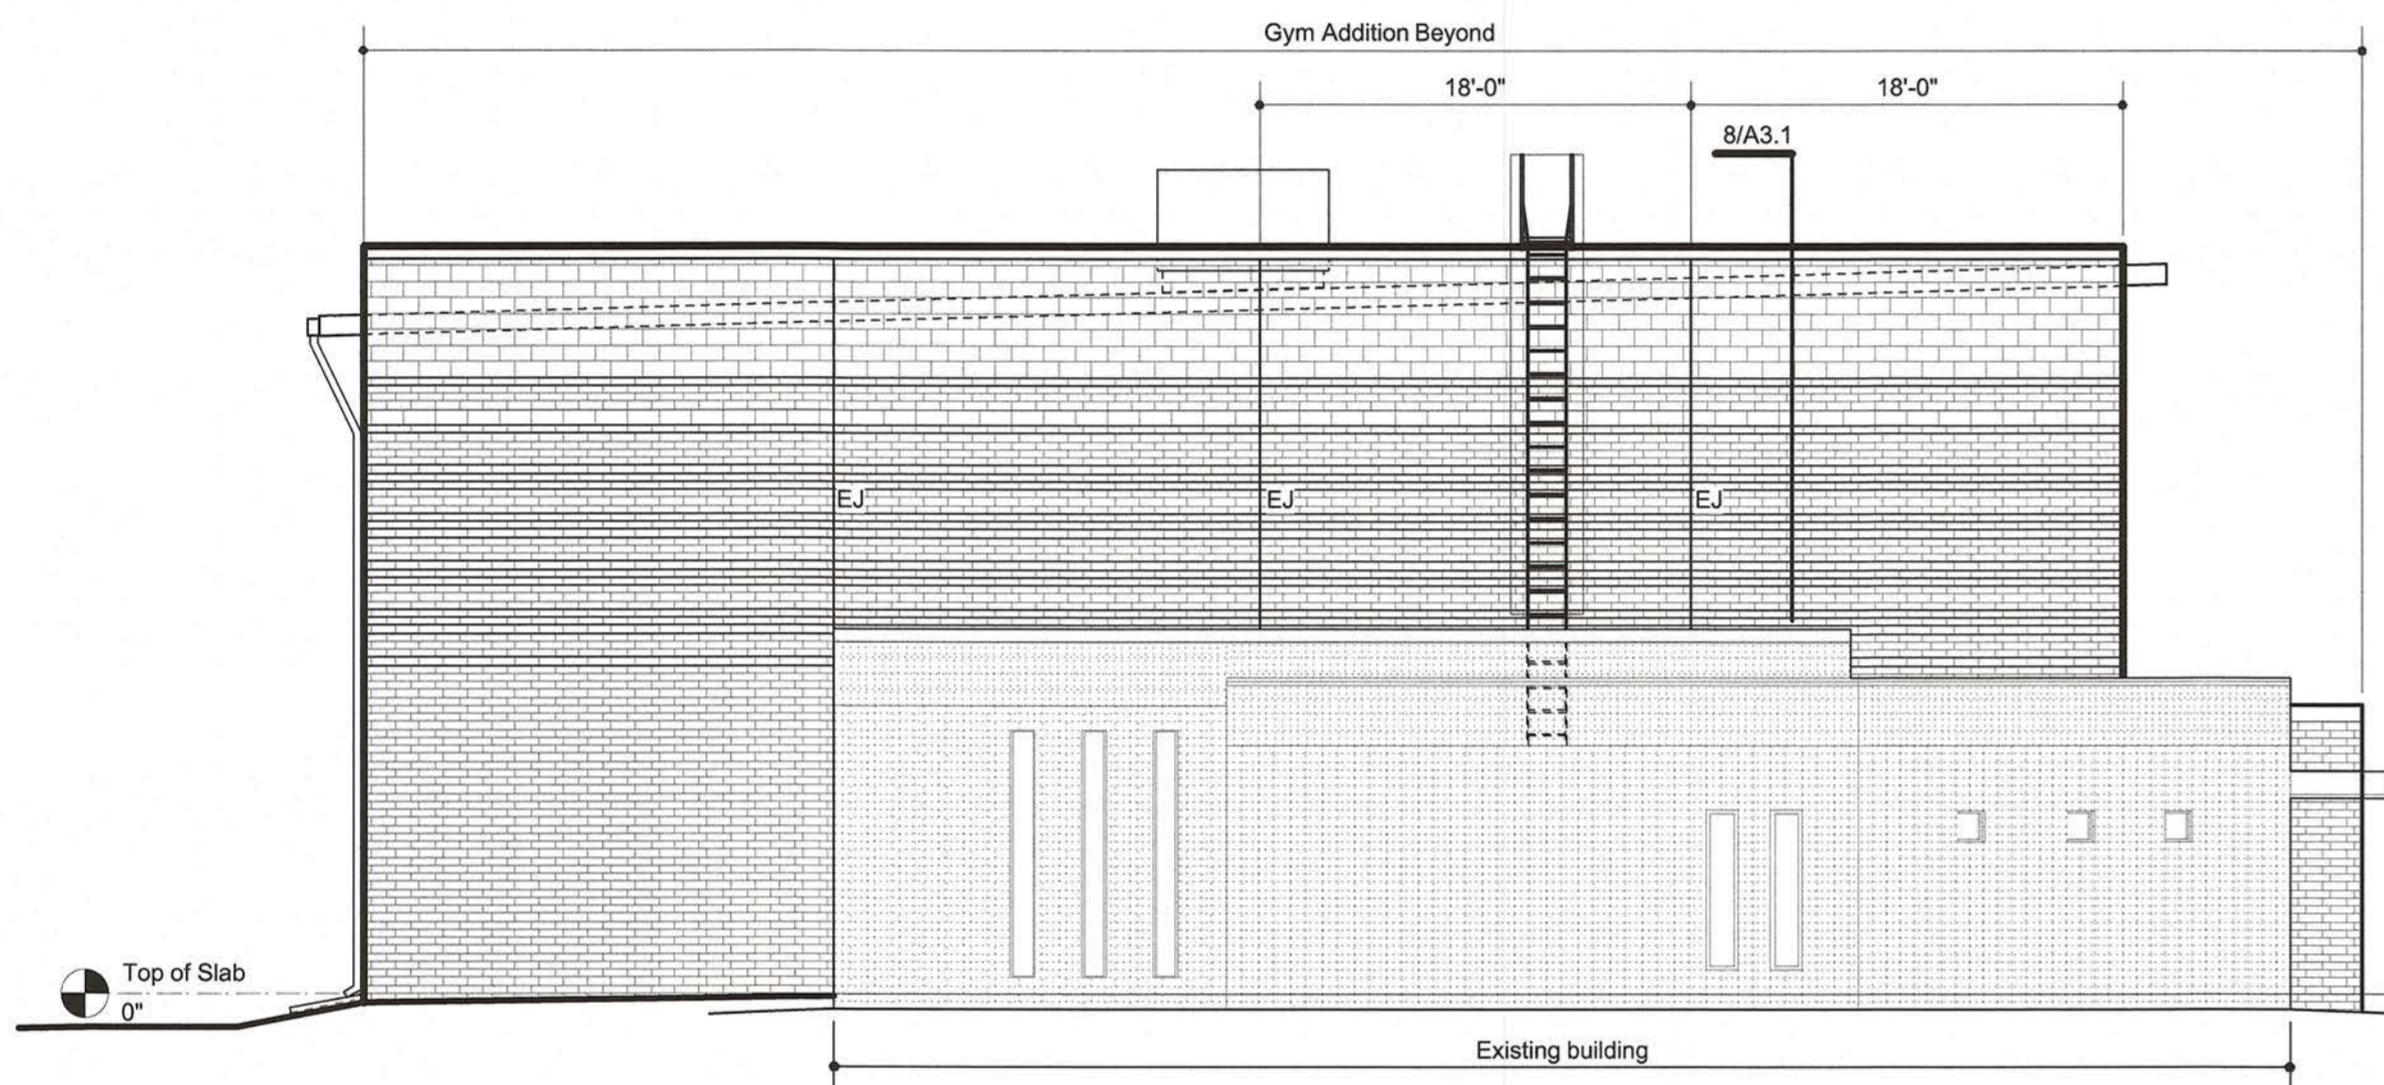 Gym Addition Beyond
18'-0" 18'-0"
8/A3.1
EJ EJ EJ
Top of Slab
0"
Existing building